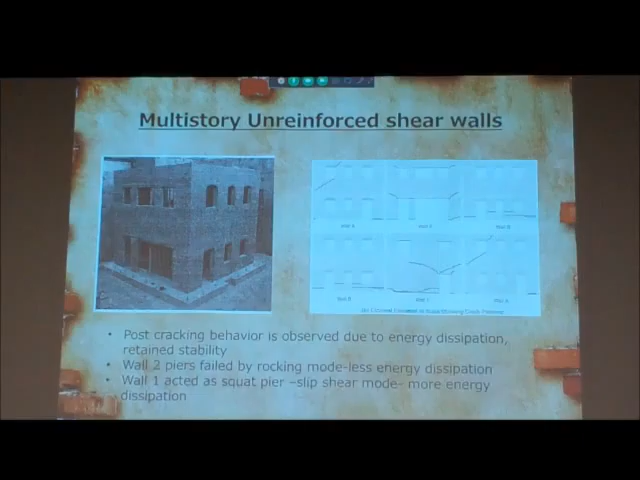 Multistory Unreinforced shear walls
• Post cracking behavior is observed due to energy dissipation,
retained stability
• Wall 2 piers failed by rocking mode-less energy dissipation
• Wall 1 acted as squat pier –slip shear mode- more energy
dissipation